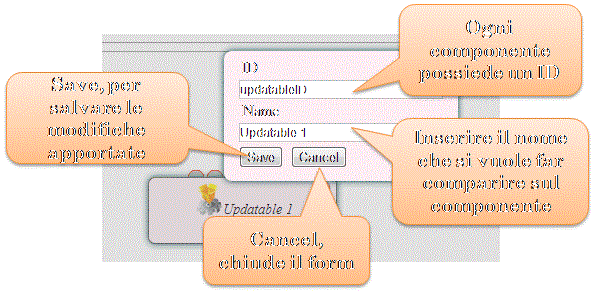 Ogni
componente
possiede un ID
Save, per
salvare le
modifiche
apportate
ID
updatableID
Name
Updatable 1
Save
Cancel
Inserire il nome
che si vuole far
comparire sul
componente
Updatable 1
Cancel,
chiude il form